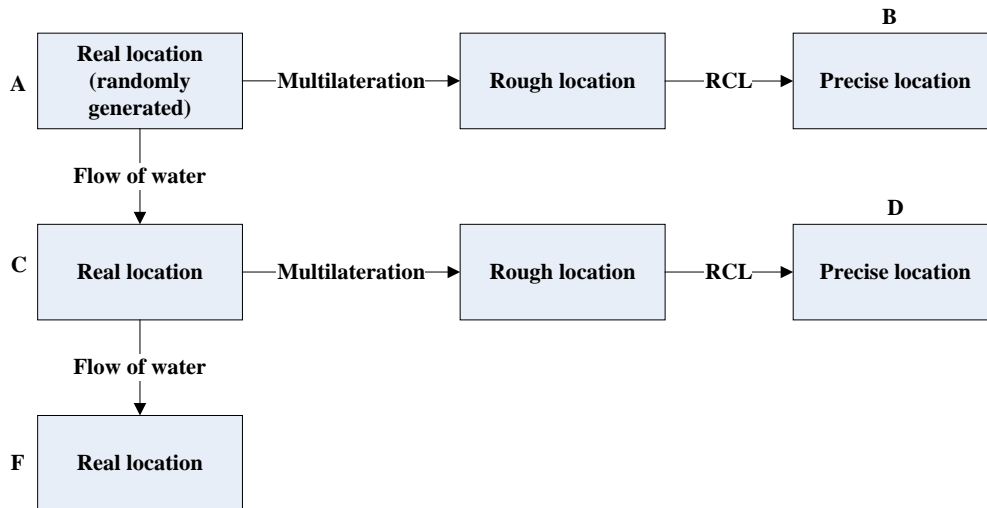 B
A
Real location
(randomly
generated)
Multilateration
Rough location
RCL
Precise location
Flow of water
D
C
Real location
Multilateration
Rough location
RCL
Precise location
Flow of water
F
Real location